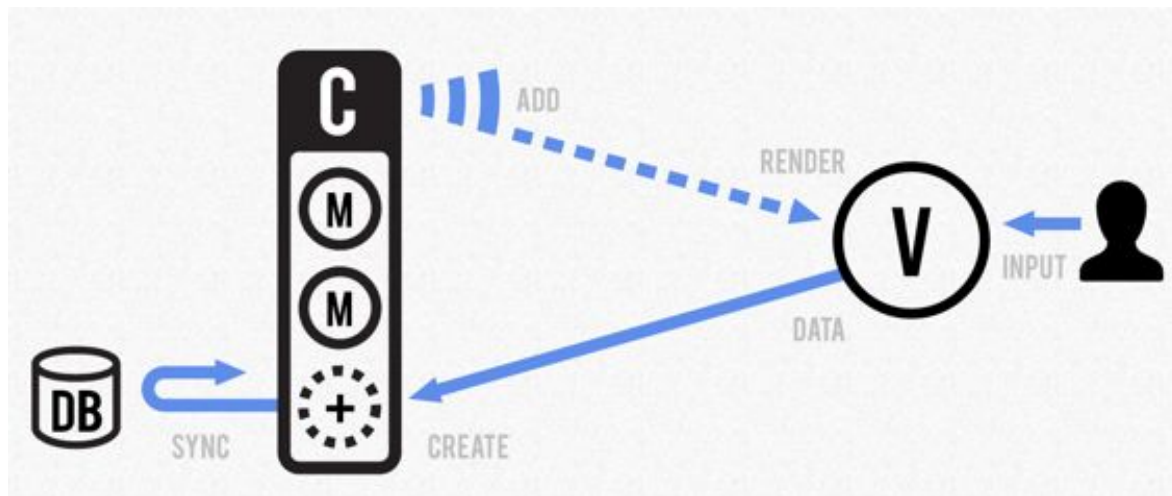 C
ADD
RENDER
M
V
INPUT
M
DATA
DB
+
SYNC
CREATE